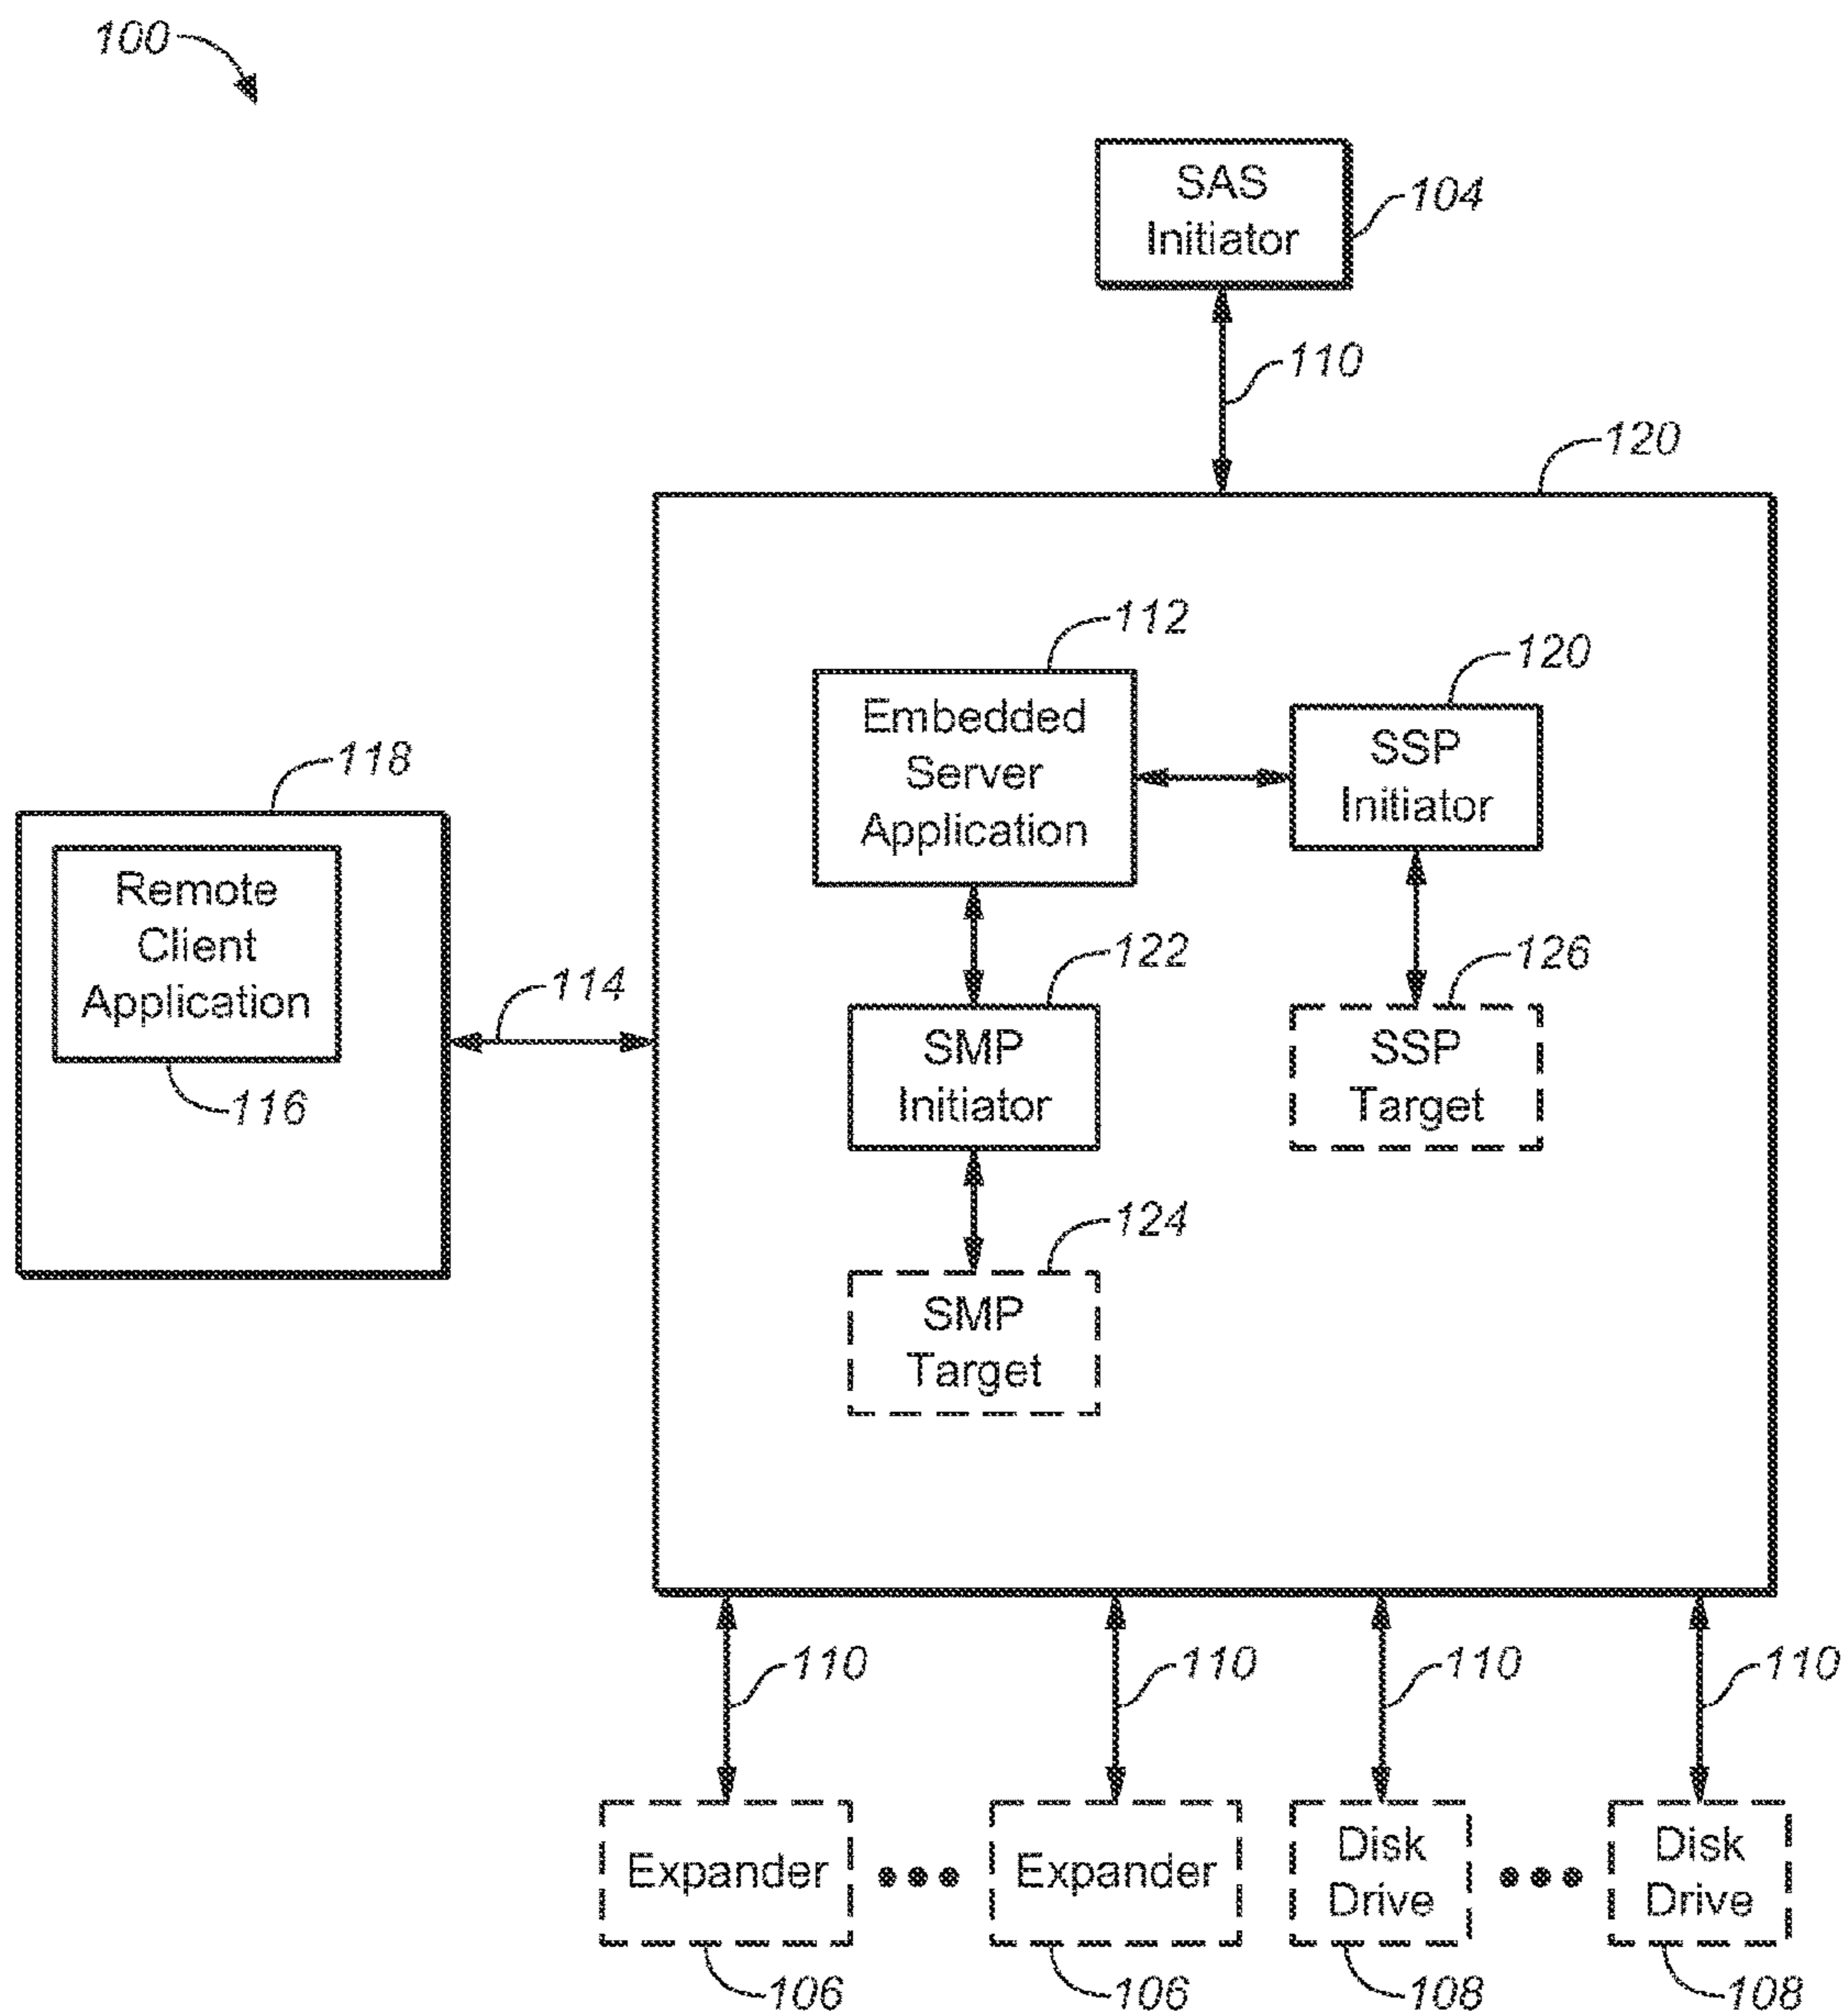 100
SAS
Initiator
104
110
120
112
120
Embedded
Server
Application
SSP
Initiator
118
Remote
Client
Application
116
114
122
126
SMP
Initiator
SSP
Target
124
SMP
Target
110
110
110
110
Expander
Expander
Disk
Drive
Disk
Drive
106
106
108
108